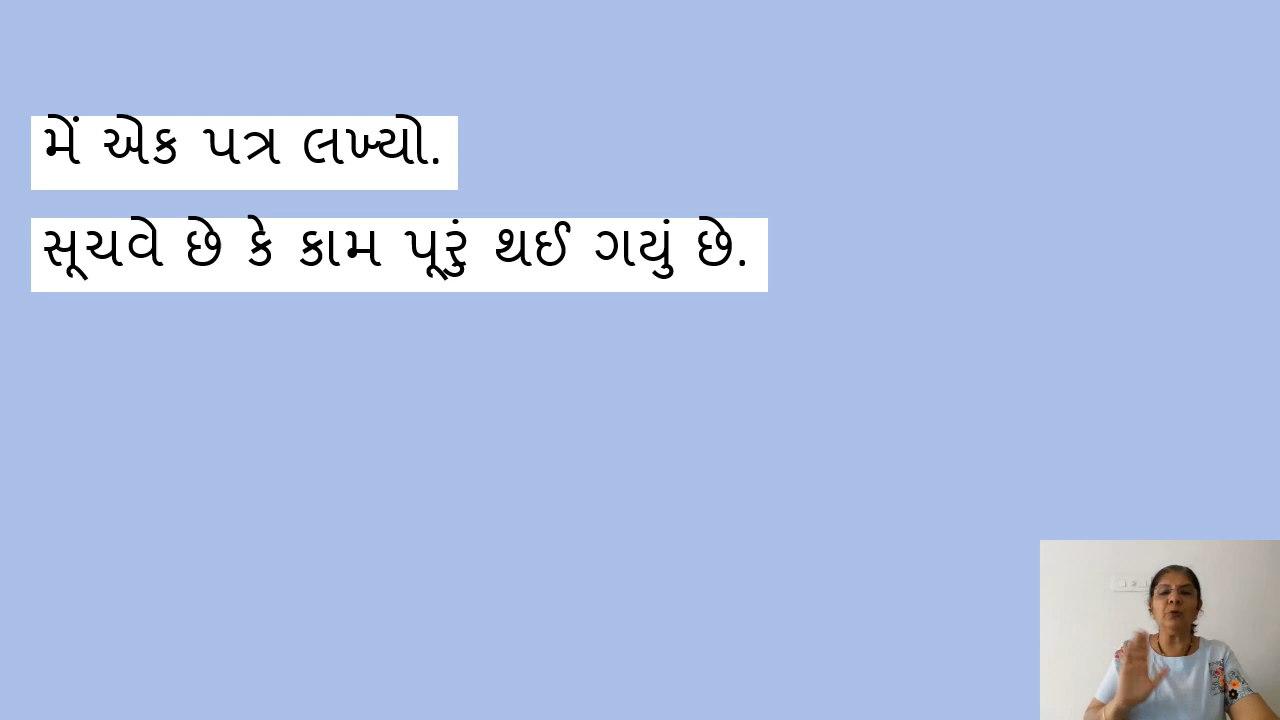 મેં એક પત્ર લખ્યો.
સૂચવે છે કે કામ પૂરું થઈ ગયું છે.